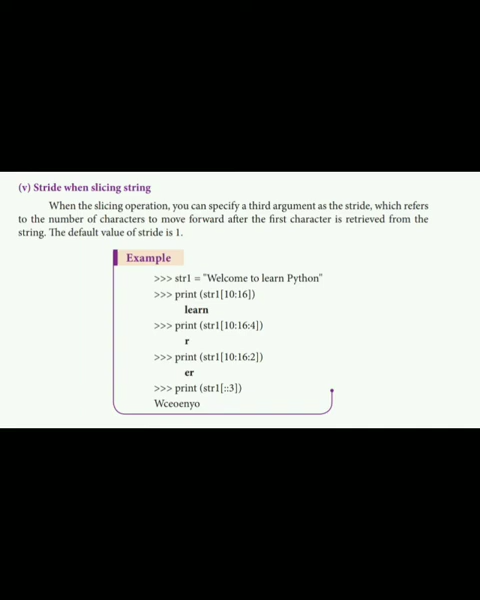 (v) Stride when slicing string
When the slicing operation, you can specify a third argument as the stride, which refers
to the number of characters to move forward after the first character is retrieved from the
string. The default value of stride is 1.
Example
>>> str1 = "Welcome to learn Python"
>>> print (str1[10:16])
learn
>>> print (str1[10:16:4])
r
>>> print (str1[10:16:2])
er
>>> print (str1[::3])
Wceoenyo